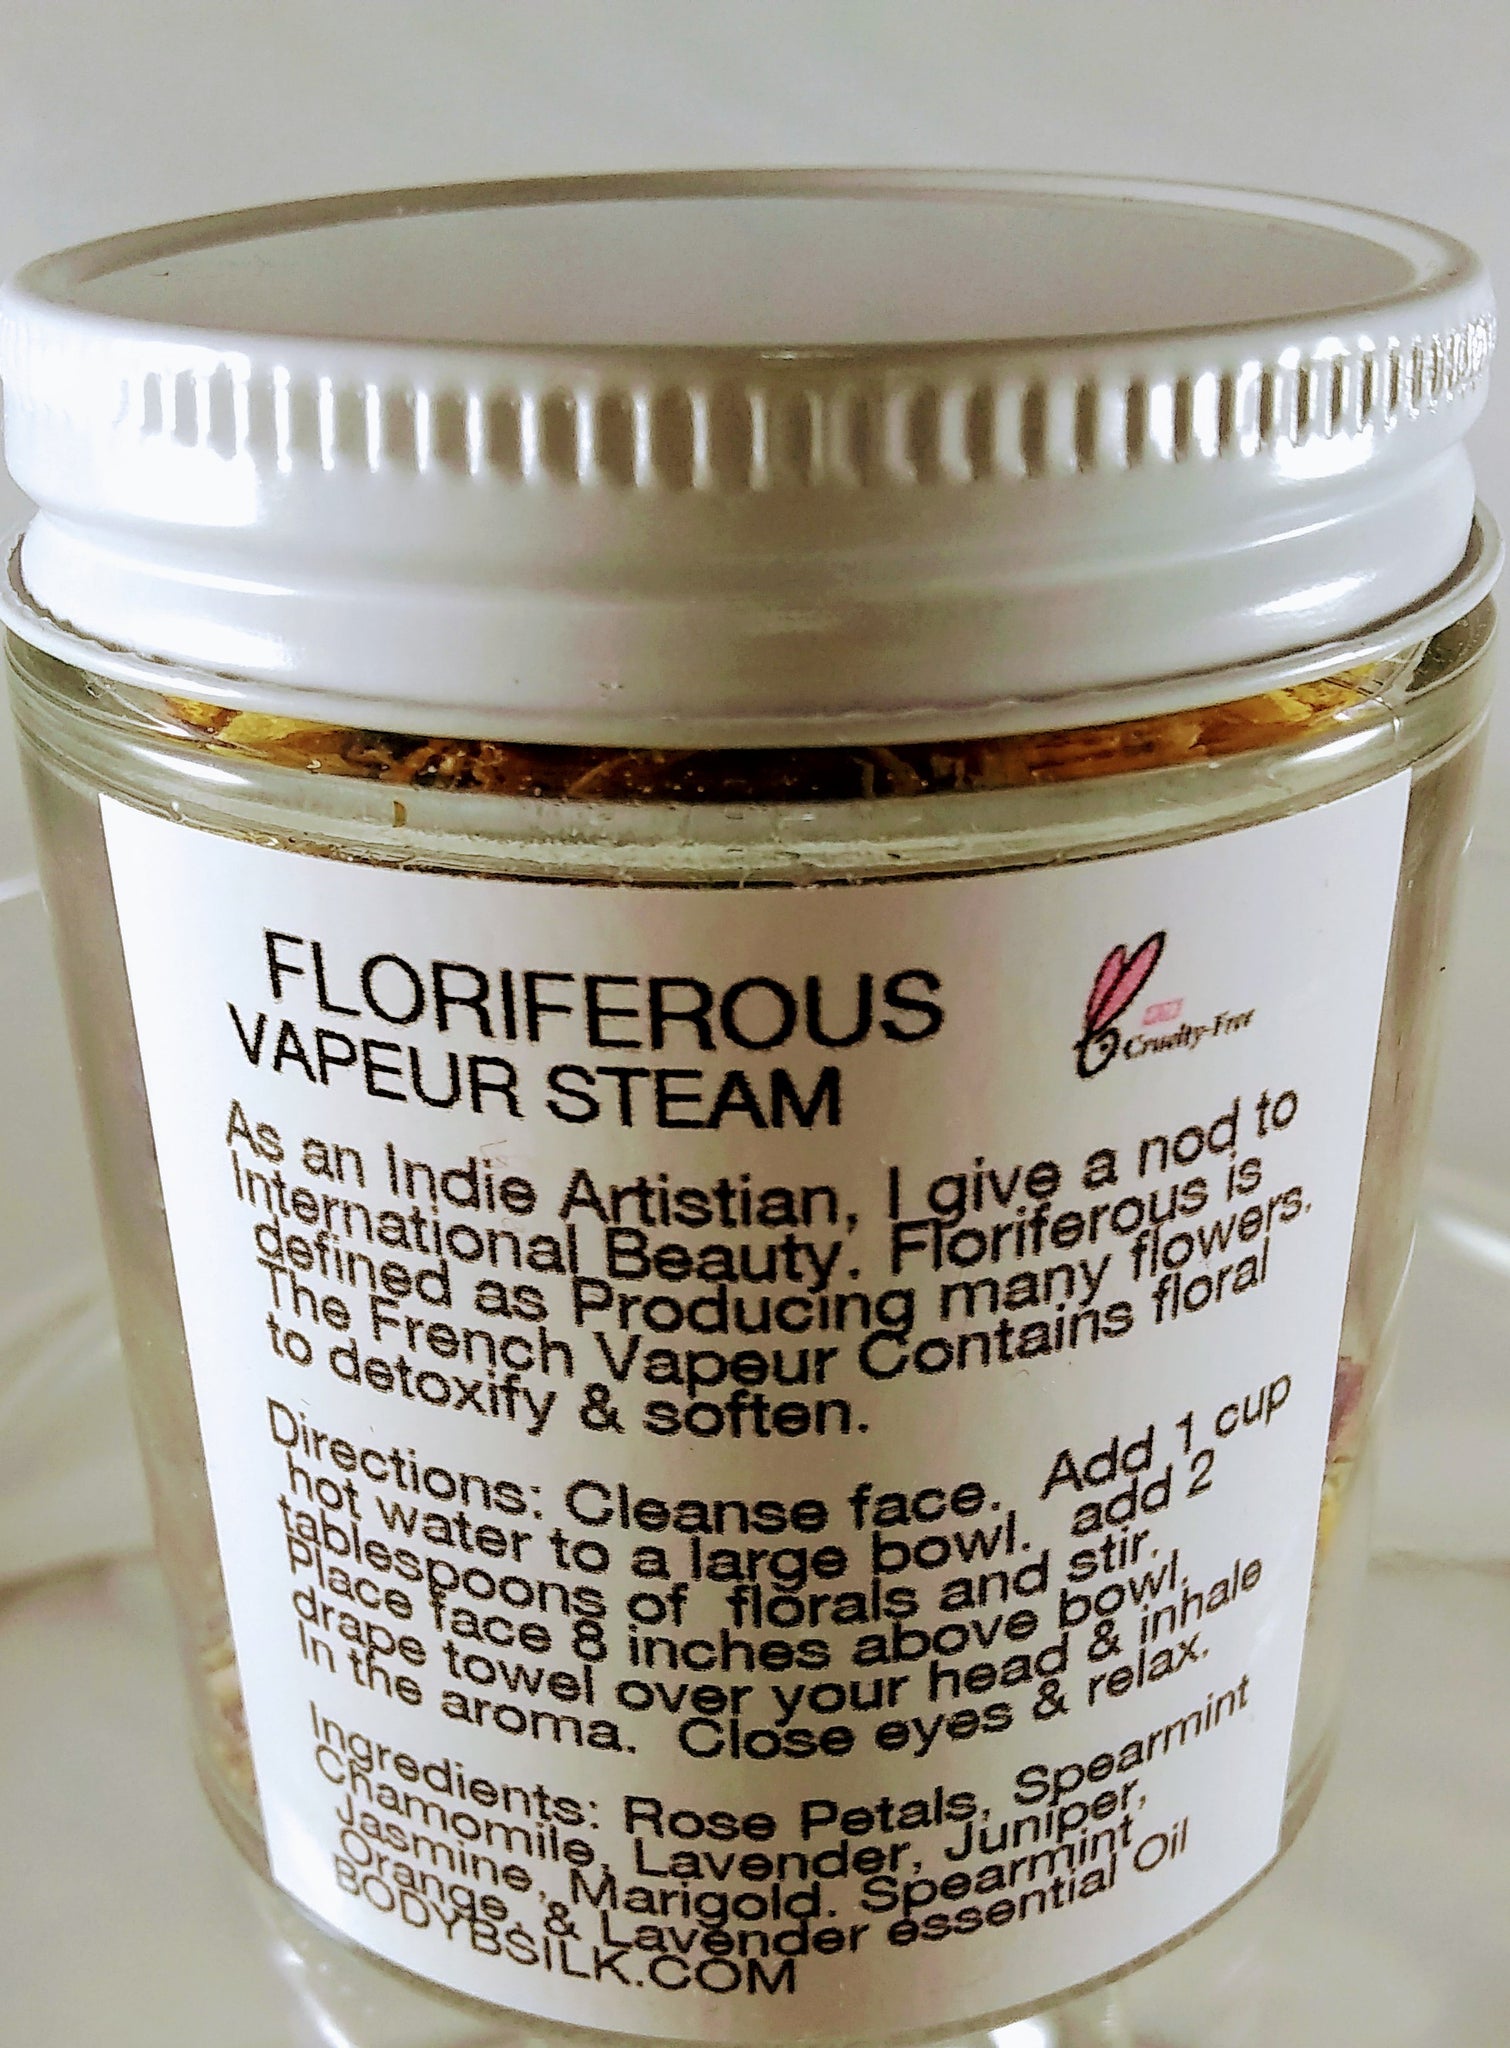 FLORIFEROUS
VAPEUR STEAM
Cruelty-Free
As an Indie Artistian, I give a nod to
International Beauty. Floriferous is
defined as Producing many flowers.
The French Vapeur Contains floral
to detoxify & soften.
Directions: Cleanse face. Add 1 cup
hot water to a large bowl. add 2
tablespoons of florals and stir.
Place face 8 inches above bowl,
drape towel over your head & inhale
In the aroma. Close eyes & relax.
Ingredients: Rose Petals, Spearmint
Chamomile, Lavender, Juniper,
Jasmine, Marigold. Spearmint
Orange, & Lavender essential Oil
BODYBSILK.COM